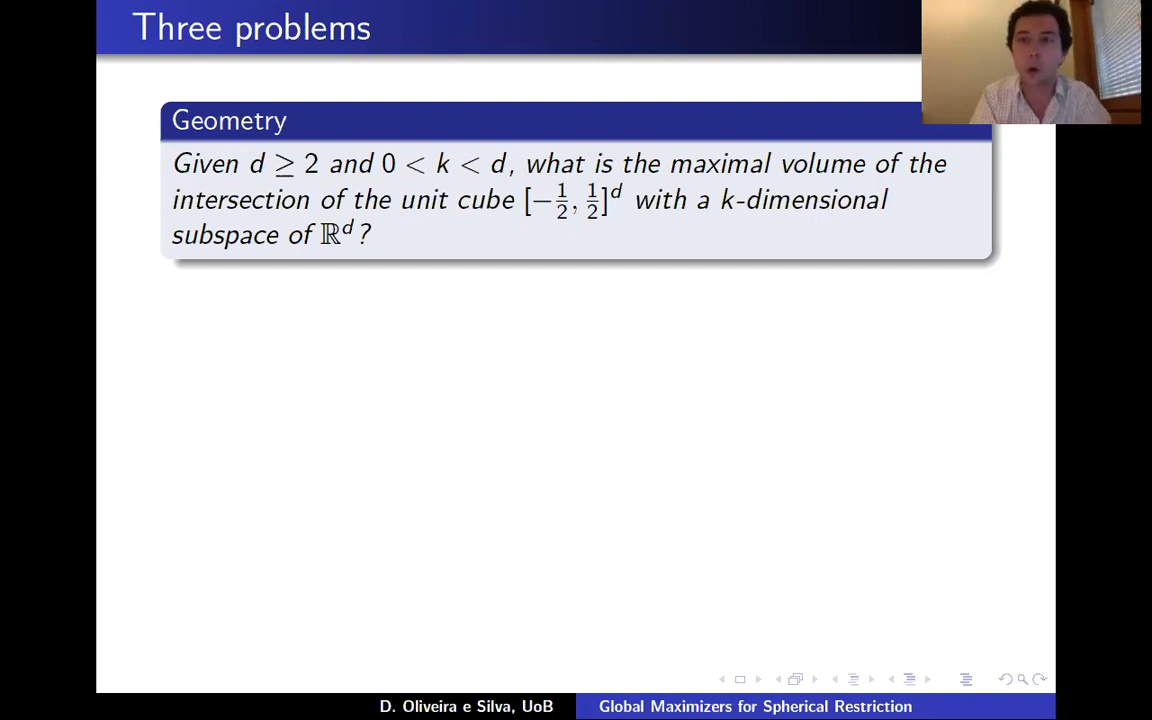 Three problems
Geometry
Given d ≥ 2 and 0 < k < d, what is the maximal volume of the
intersection of the unit cube [−1/2, 1/2]^d with a k-dimensional
subspace of ℝ^d?
D. Oliveira e Silva, UoB
Global Maximizers for Spherical Restriction